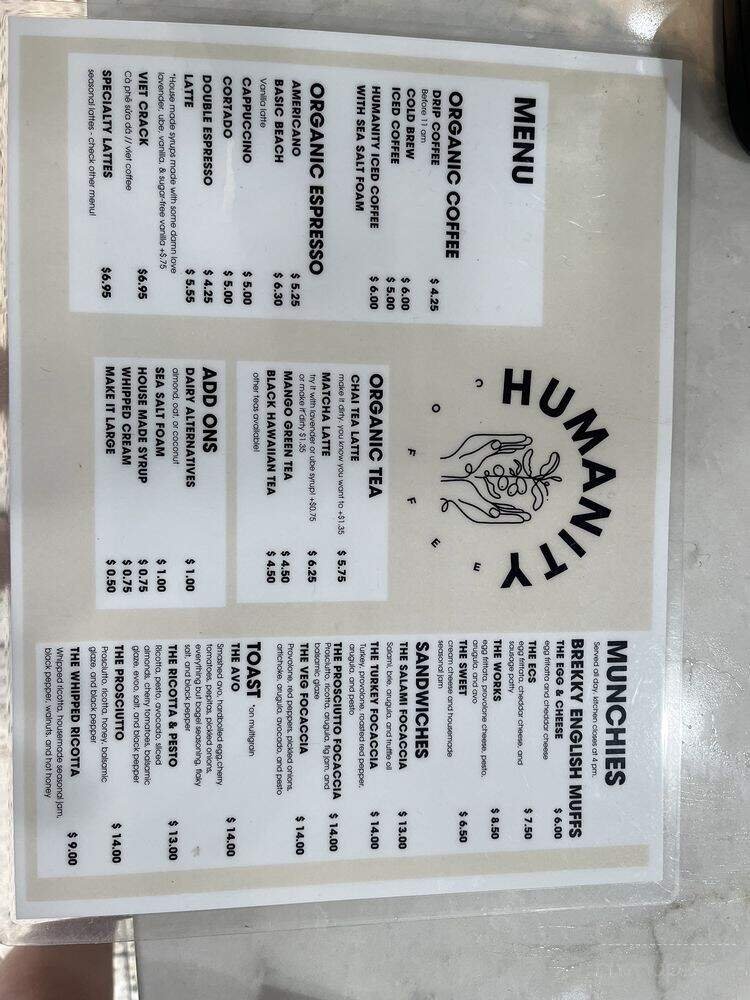 MENU
ORGANIC COFFEE
DRIP COFFEE $ 4.25
Before 11 am
COLD BREW $ 6.00
ICED COFFEE $ 5.00
HUMANITY ICED COFFEE $ 6.00
WITH SEA SALT FOAM
ORGANIC ESPRESSO
AMERICANO $ 5.25
BASIC BEACH $ 6.30
Vanilla latte
CAPPUCCINO $ 5.00
CORTADO $ 5.00
DOUBLE ESPRESSO $ 4.25
LATTE $ 5.55
*House made syrups made with some damn love
lavender, ube, vanilla, & sugar-free vanilla +$.75
VIET CRACK $6.95
Cà phê sữa đá // viet coffee
SPECIALTY LATTES $6.95
seasonal lattes - check other menu!
HUMANITY
COFFEE
ORGANIC TEA
CHAI TEA LATTE $ 5.75
make it dirty, you know you want to +$1.35
MATCHA LATTE $ 6.25
try it with lavender or ube syrup! +$0.75
or make it dirty $1.35
MANGO GREEN TEA $ 4.50
BLACK HAWAIIAN TEA $ 4.50
other teas available!
ADD ONS
DAIRY ALTERNATIVES $ 1.00
almond, oat, or coconut
SEA SALT FOAM $ 1.00
HOUSE MADE SYRUP $ 0.75
WHIPPED CREAM $ 0.75
MAKE IT LARGE $ 0.50
MUNCHIES
Served all day, kitchen closes at 4 pm.
BREKKY ENGLISH MUFFS
THE EGG & CHEESE $ 6.00
egg frittata and cheddar cheese
THE ECS $ 7.50
egg frittata, cheddar cheese, and
sausage patty
THE WORKS $ 8.50
egg frittata, provalone cheese, pesto,
arugula, and avo
THE SWEET $ 6.50
cream cheese and housemade
seasonal jam
SANDWICHES
THE SALAMI FOCACCIA $ 13.00
Salami, brie, arugula, and truffle oil
THE TURKEY FOCACCIA $ 14.00
Turkey, provalone, roasted red pepper,
arugula, and pesto
THE PROSCIUTTO FOCACCIA $ 14.00
Prosciutto, ricotta, arugula, fig jam, and
balsamic glaze
THE VEG FOCACCIA $ 14.00
Provalone, red peppers, pickled onions,
artichoke, arugula, avocado, and pesto
TOAST *on multigrain
THE AVO $ 14.00
Smashed avo, hardboiled egg,cherry
tomatoes, pepitas, pickled onions,
everything but bagel seasoning, flaky
salt, and black pepper
THE RICOTTA & PESTO $ 13.00
Ricotta, pesto, avocado, sliced
almonds, cherry tomatoes, balsamic
glaze, evoo, salt, and black pepper
THE PROSCIUTTO $ 14.00
Prosciutto, ricotta, honey, balsamic
glaze, and black pepper
THE WHIPPED RICOTTA $ 9.00
Whipped ricotta, housemade seasonal jam,
black pepper, walnuts, and hot honey